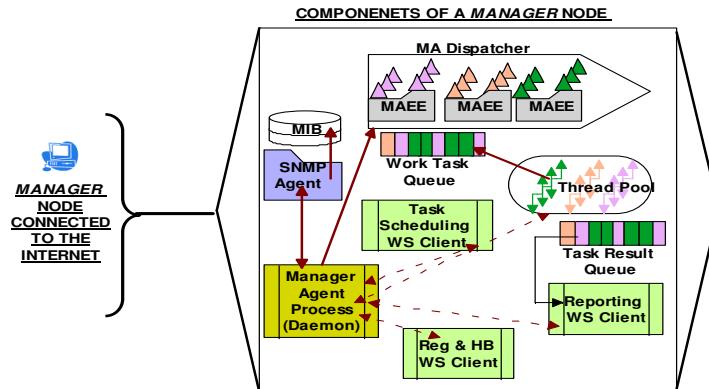 COMPONENETS OF A MANAGER NODE
MA Dispatcher
MAEE
MAEE
MAEE
MIB
SNMP
Agent
Work Task
Queue
Thread Pool
MANAGER
NODE
CONNECTED
TO THE
INTERNET
Task
Scheduling
WS Client
Task Result
Queue
Manager
Agent
Process
(Daemon)
Reporting
WS Client
Reg & HB
WS Client